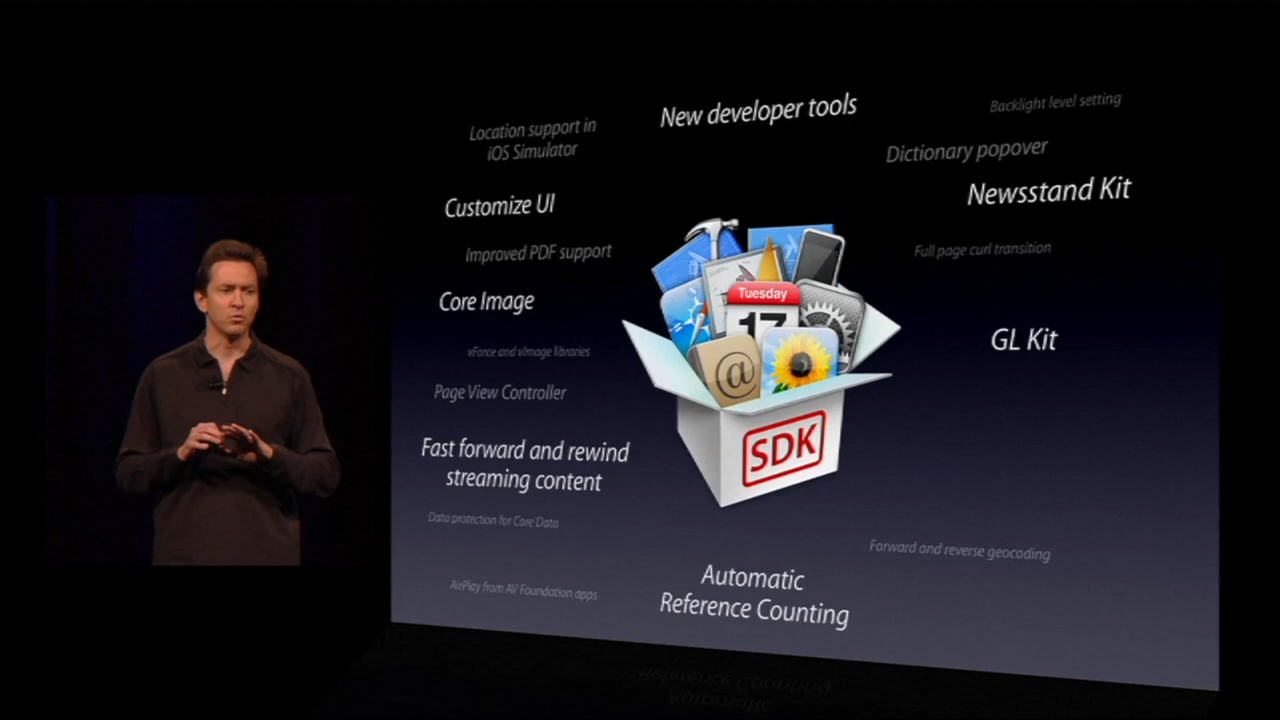 New developer tools
Backlight level setting
Location support in
iOS Simulator
Dictionary popover
Customize UI
Newsstand Kit
Improved PDF support
Full page curl transition
Core Image
Tuesday
17
GL Kit
vForce and vImage libraries
@
Page View Controller
Fast forward and rewind
streaming content
SDK
Data protection for Core Data
Forward and reverse geocoding
AirPlay from AV Foundation apps
Automatic
Reference Counting